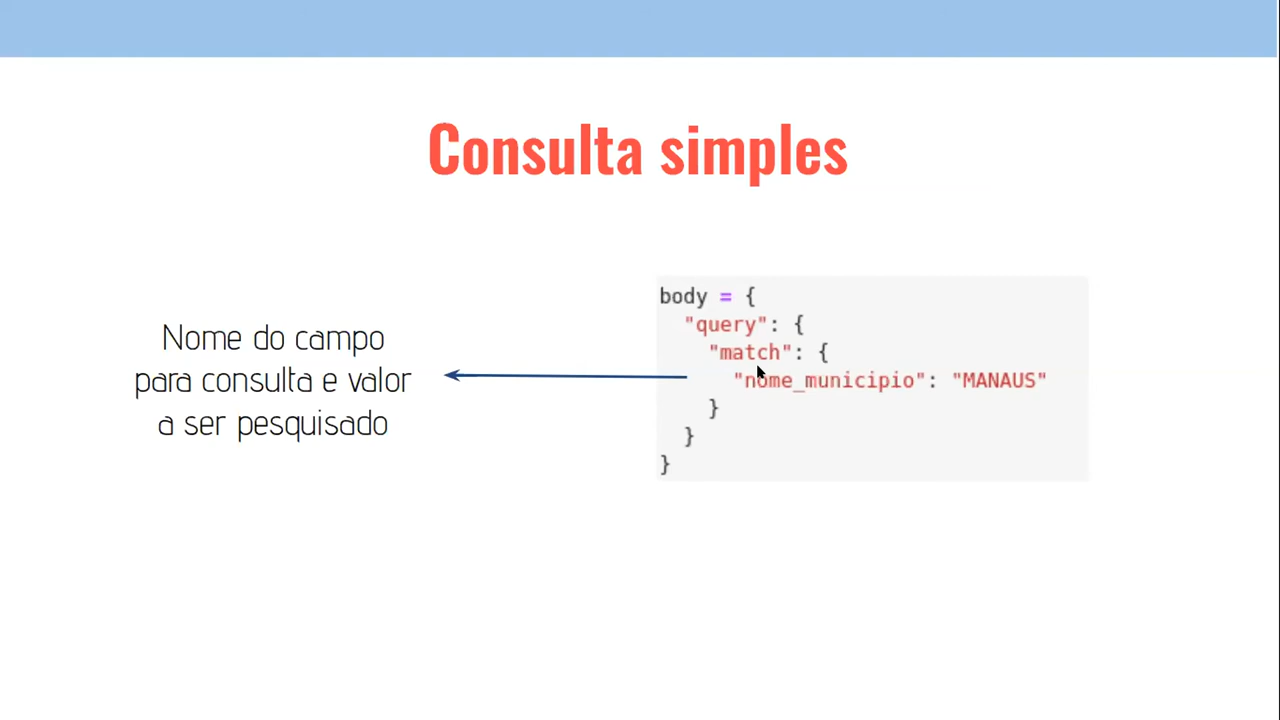 Consulta simples
Nome do campo
para consulta e valor
a ser pesquisado
body = {
  "query": {
    "match": {
      "nome_municipio": "MANAUS"
    }
  }
}